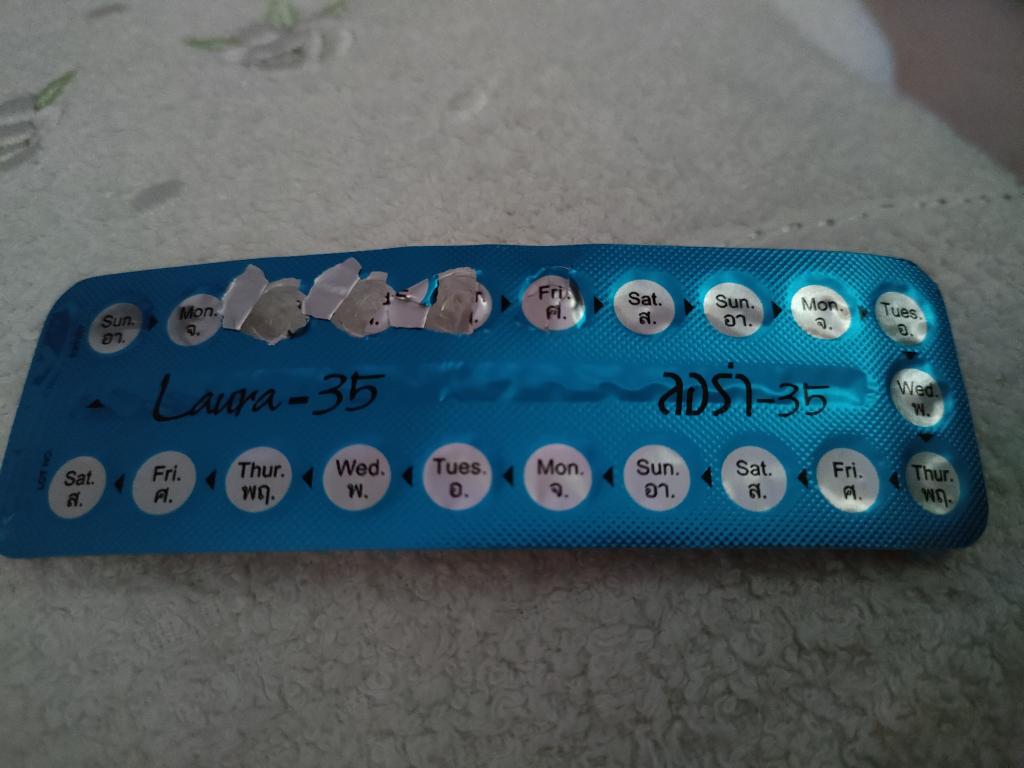 Sun. Mon. Fri. Sat. Sun. Mon. Tues.
อา. จ. ศ. ส. อา. จ. อ.
Wed.
พ.
Laura-35 ลอร่า-35
Sat. Fri. Thur. Wed. Tues. Mon. Sun. Sat. Fri. Thur.
ส. ศ. พฤ. พ. อ. จ. อา. ส. ศ. พฤ.